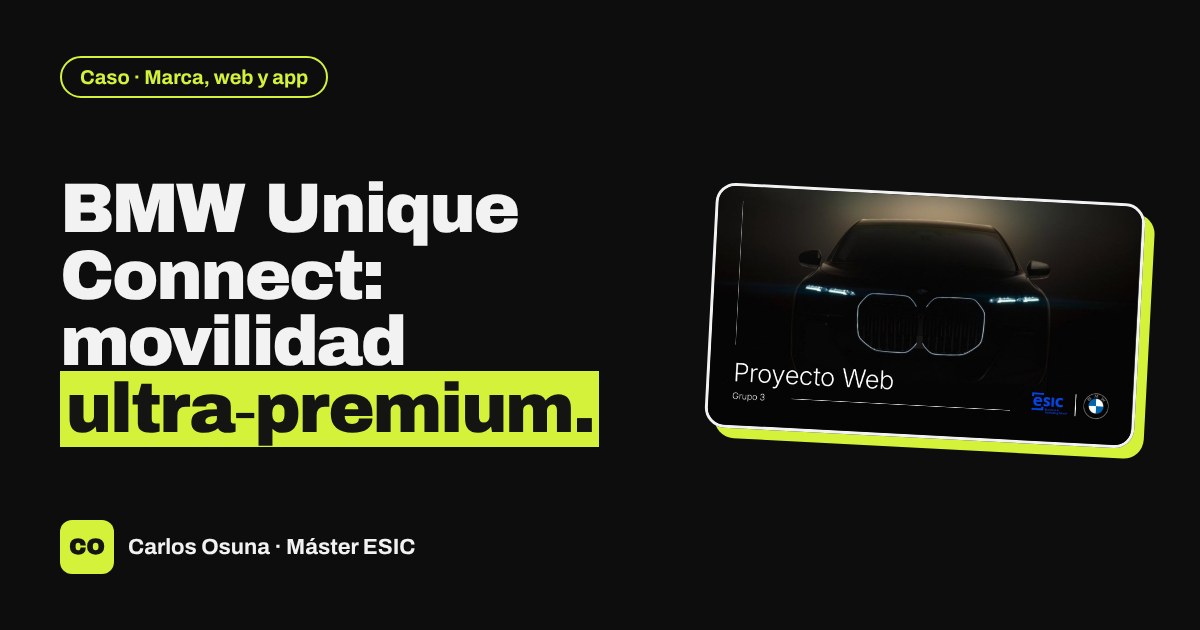 Caso · Marca, web y app
BMW Unique
Connect:
movilidad
ultra-premium.
Proyecto Web
Grupo 3
esic
CO
Carlos Osuna · Máster ESIC